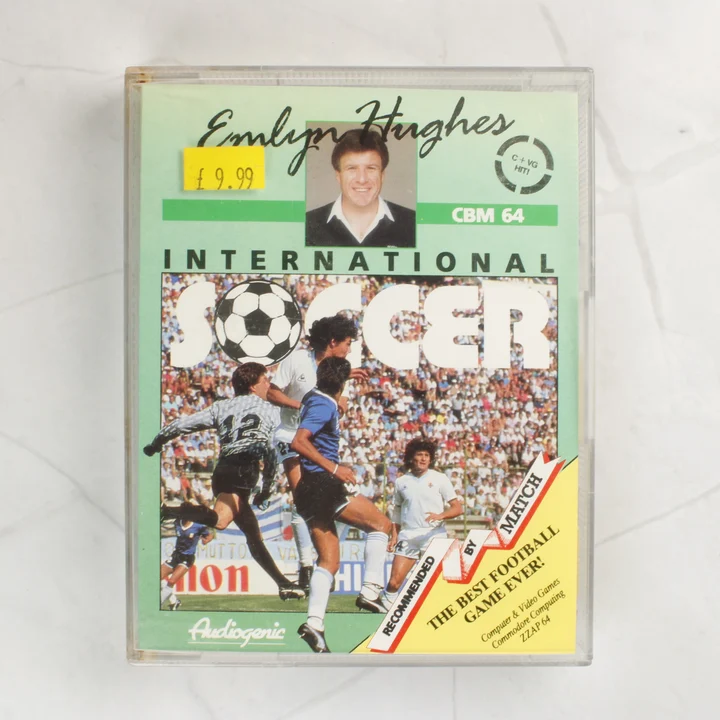 Emlyn Hughes
£ 9.99
C + VG
HIT!
CBM 64
INTERNATIONAL
SOCCER
12
MUTTO
RECOMMENDED BY MATCH
THE BEST FOOTBALL
GAME EVER!
Computer & Video Games
Commodore Computing
ZZAP 64
Audiogenic